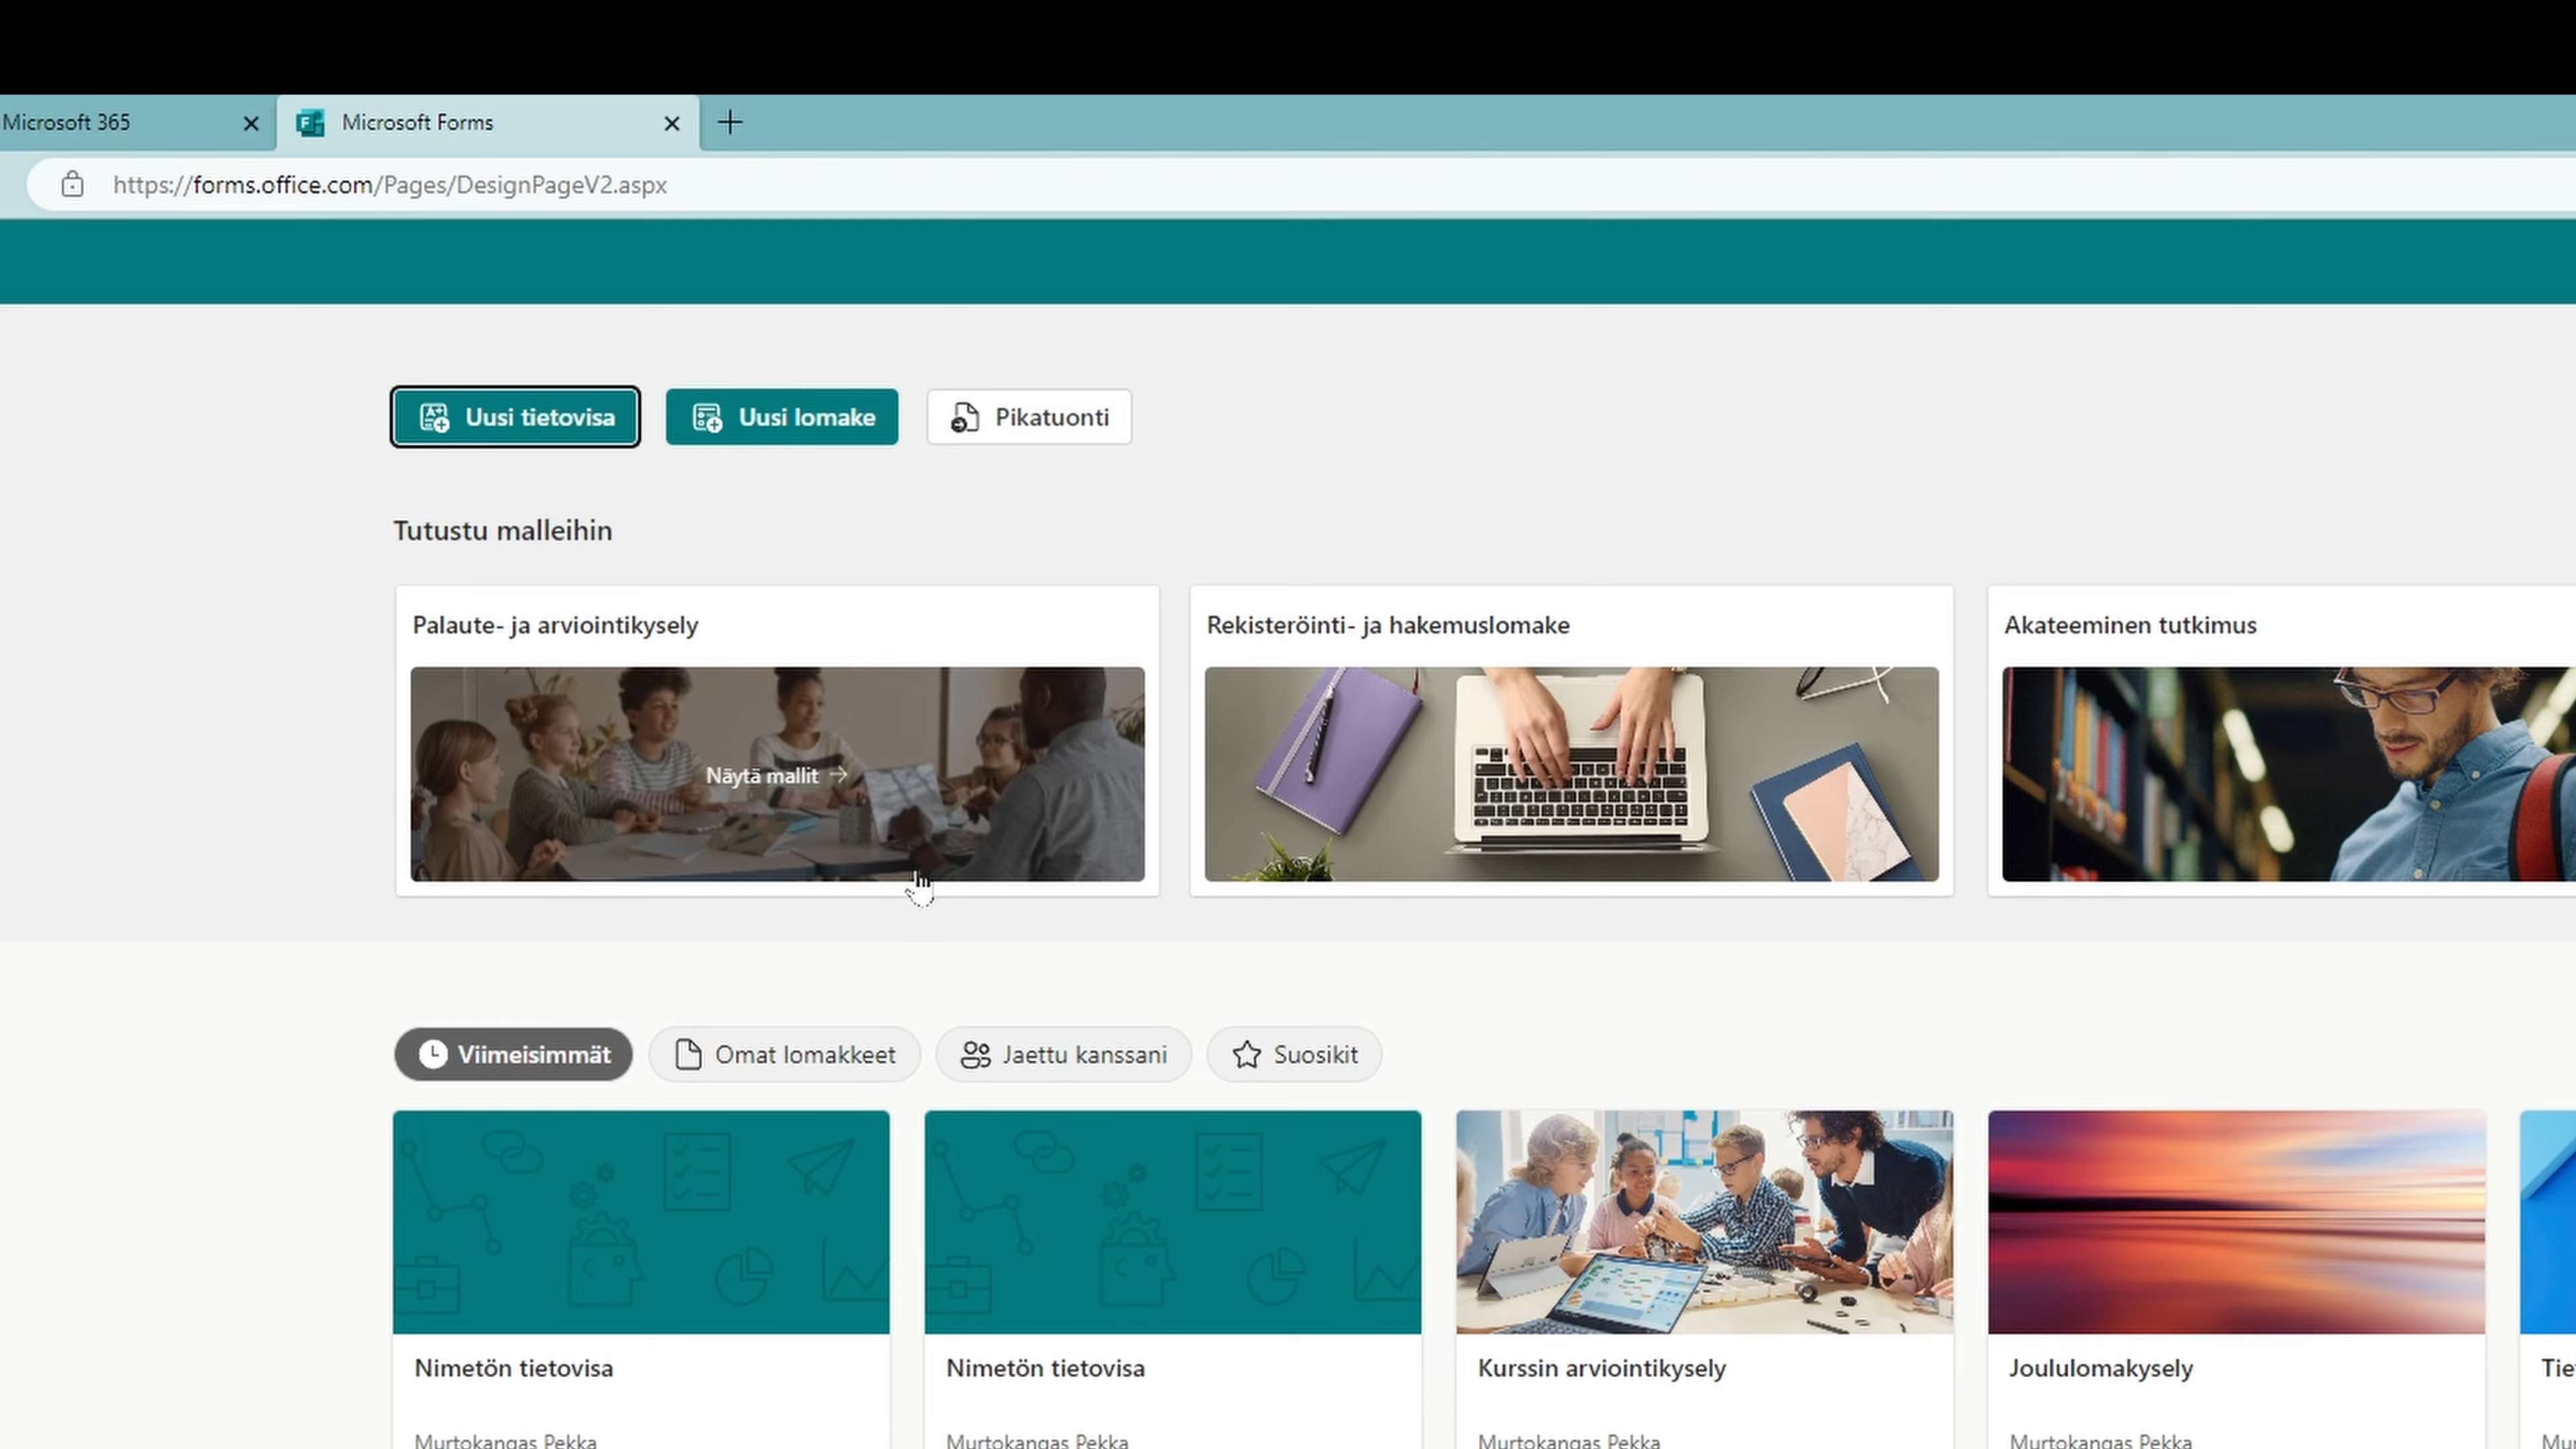 Microsoft 365
Microsoft Forms
https://forms.office.com/Pages/DesignPageV2.aspx
Uusi tietovisa
Uusi lomake
Pikatuonti
Tutustu malleihin
Palaute- ja arviointikysely
Rekisteröinti- ja hakemuslomake
Akateeminen tutkimus
Näytä mallit →
Viimeisimmät
Omat lomakkeet
Jaettu kanssani
Suosikit
Nimetön tietovisa
Nimetön tietovisa
Kurssin arviointikysely
Joululomakysely
Tie
Murtokangas Pekka
Murtokangas Pekka
Murtokangas Pekka
Murtokangas Pekka